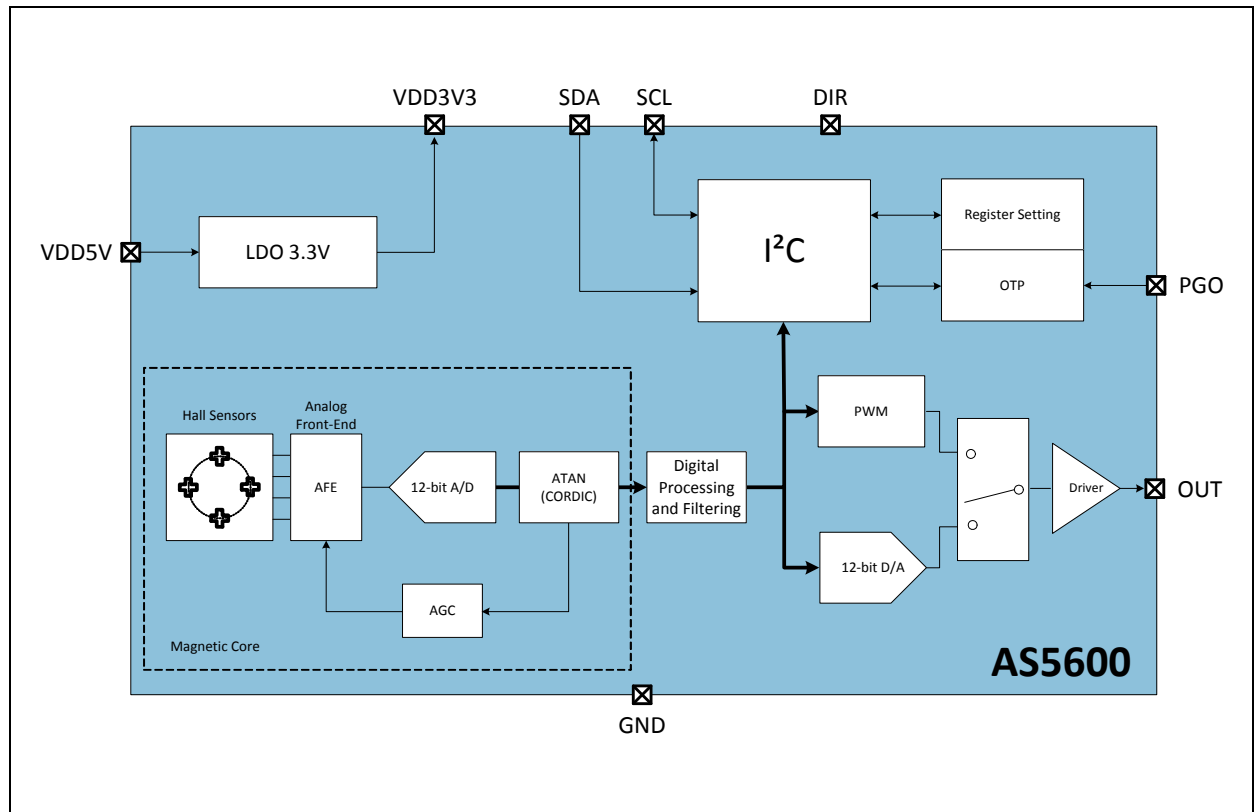 VDD3V3
SDA
SCL
DIR
VDD5V
LDO 3.3V
I²C
Register Setting
OTP
PGO
Hall Sensors
Analog
Front-End
AFE
12-bit A/D
ATAN
(CORDIC)
Digital
Processing
and Filtering
PWM
12-bit D/A
Driver
OUT
AGC
Magnetic Core
AS5600
GND